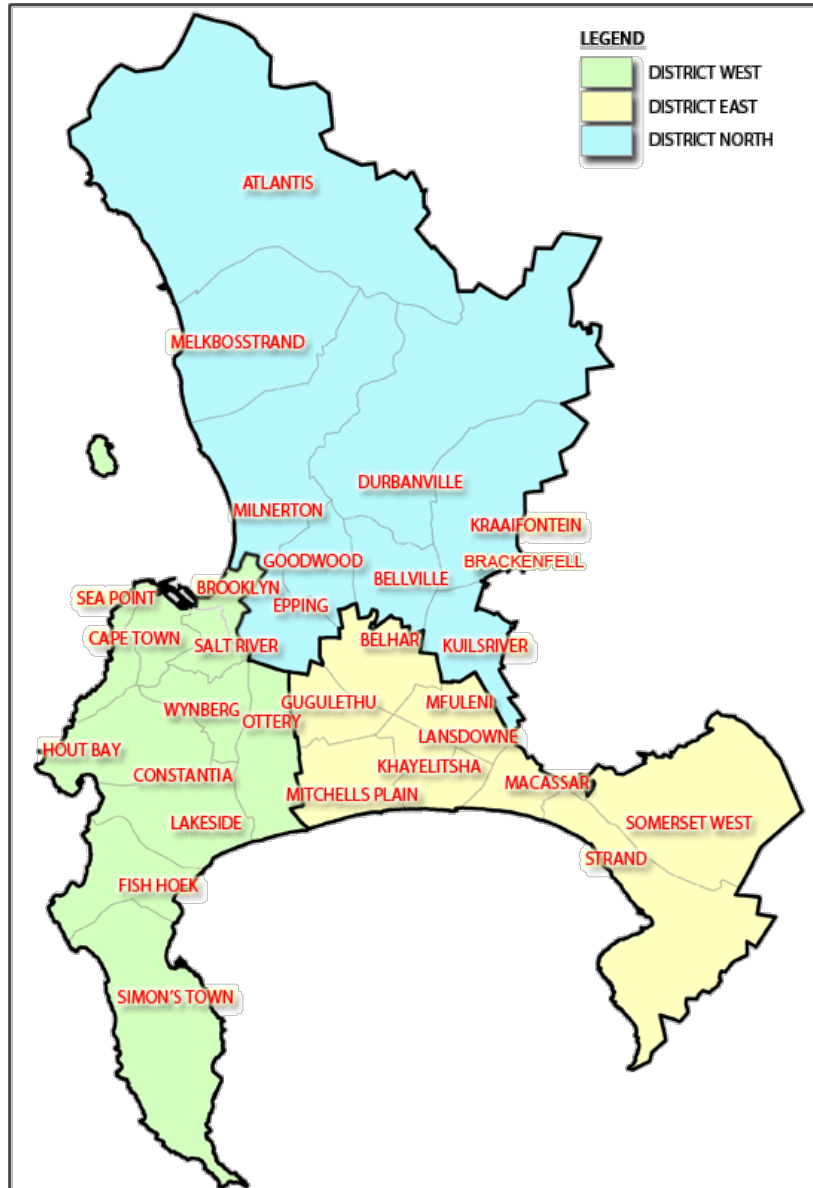 LEGEND
DISTRICT WEST
DISTRICT EAST
DISTRICT NORTH
ATLANTIS
MELKBOSSTRAND
DURBANVILLE
MILNERTON
KRAAIFONTEIN
GOODWOOD
BRACKENFELL
BELLVILLE
BROOKLYN
SEA POINT
EPPING
CAPE TOWN
SALT RIVER
BELHAR
KUILSRIVER
GUGULETHU
MFULENI
WYNBERG
OTTERY
LANSDOWNE
HOUT BAY
KHAYELITSHA
CONSTANTIA
MACASSAR
MITCHELLS PLAIN
LAKESIDE
SOMERSET WEST
STRAND
FISH HOEK
SIMON'S TOWN